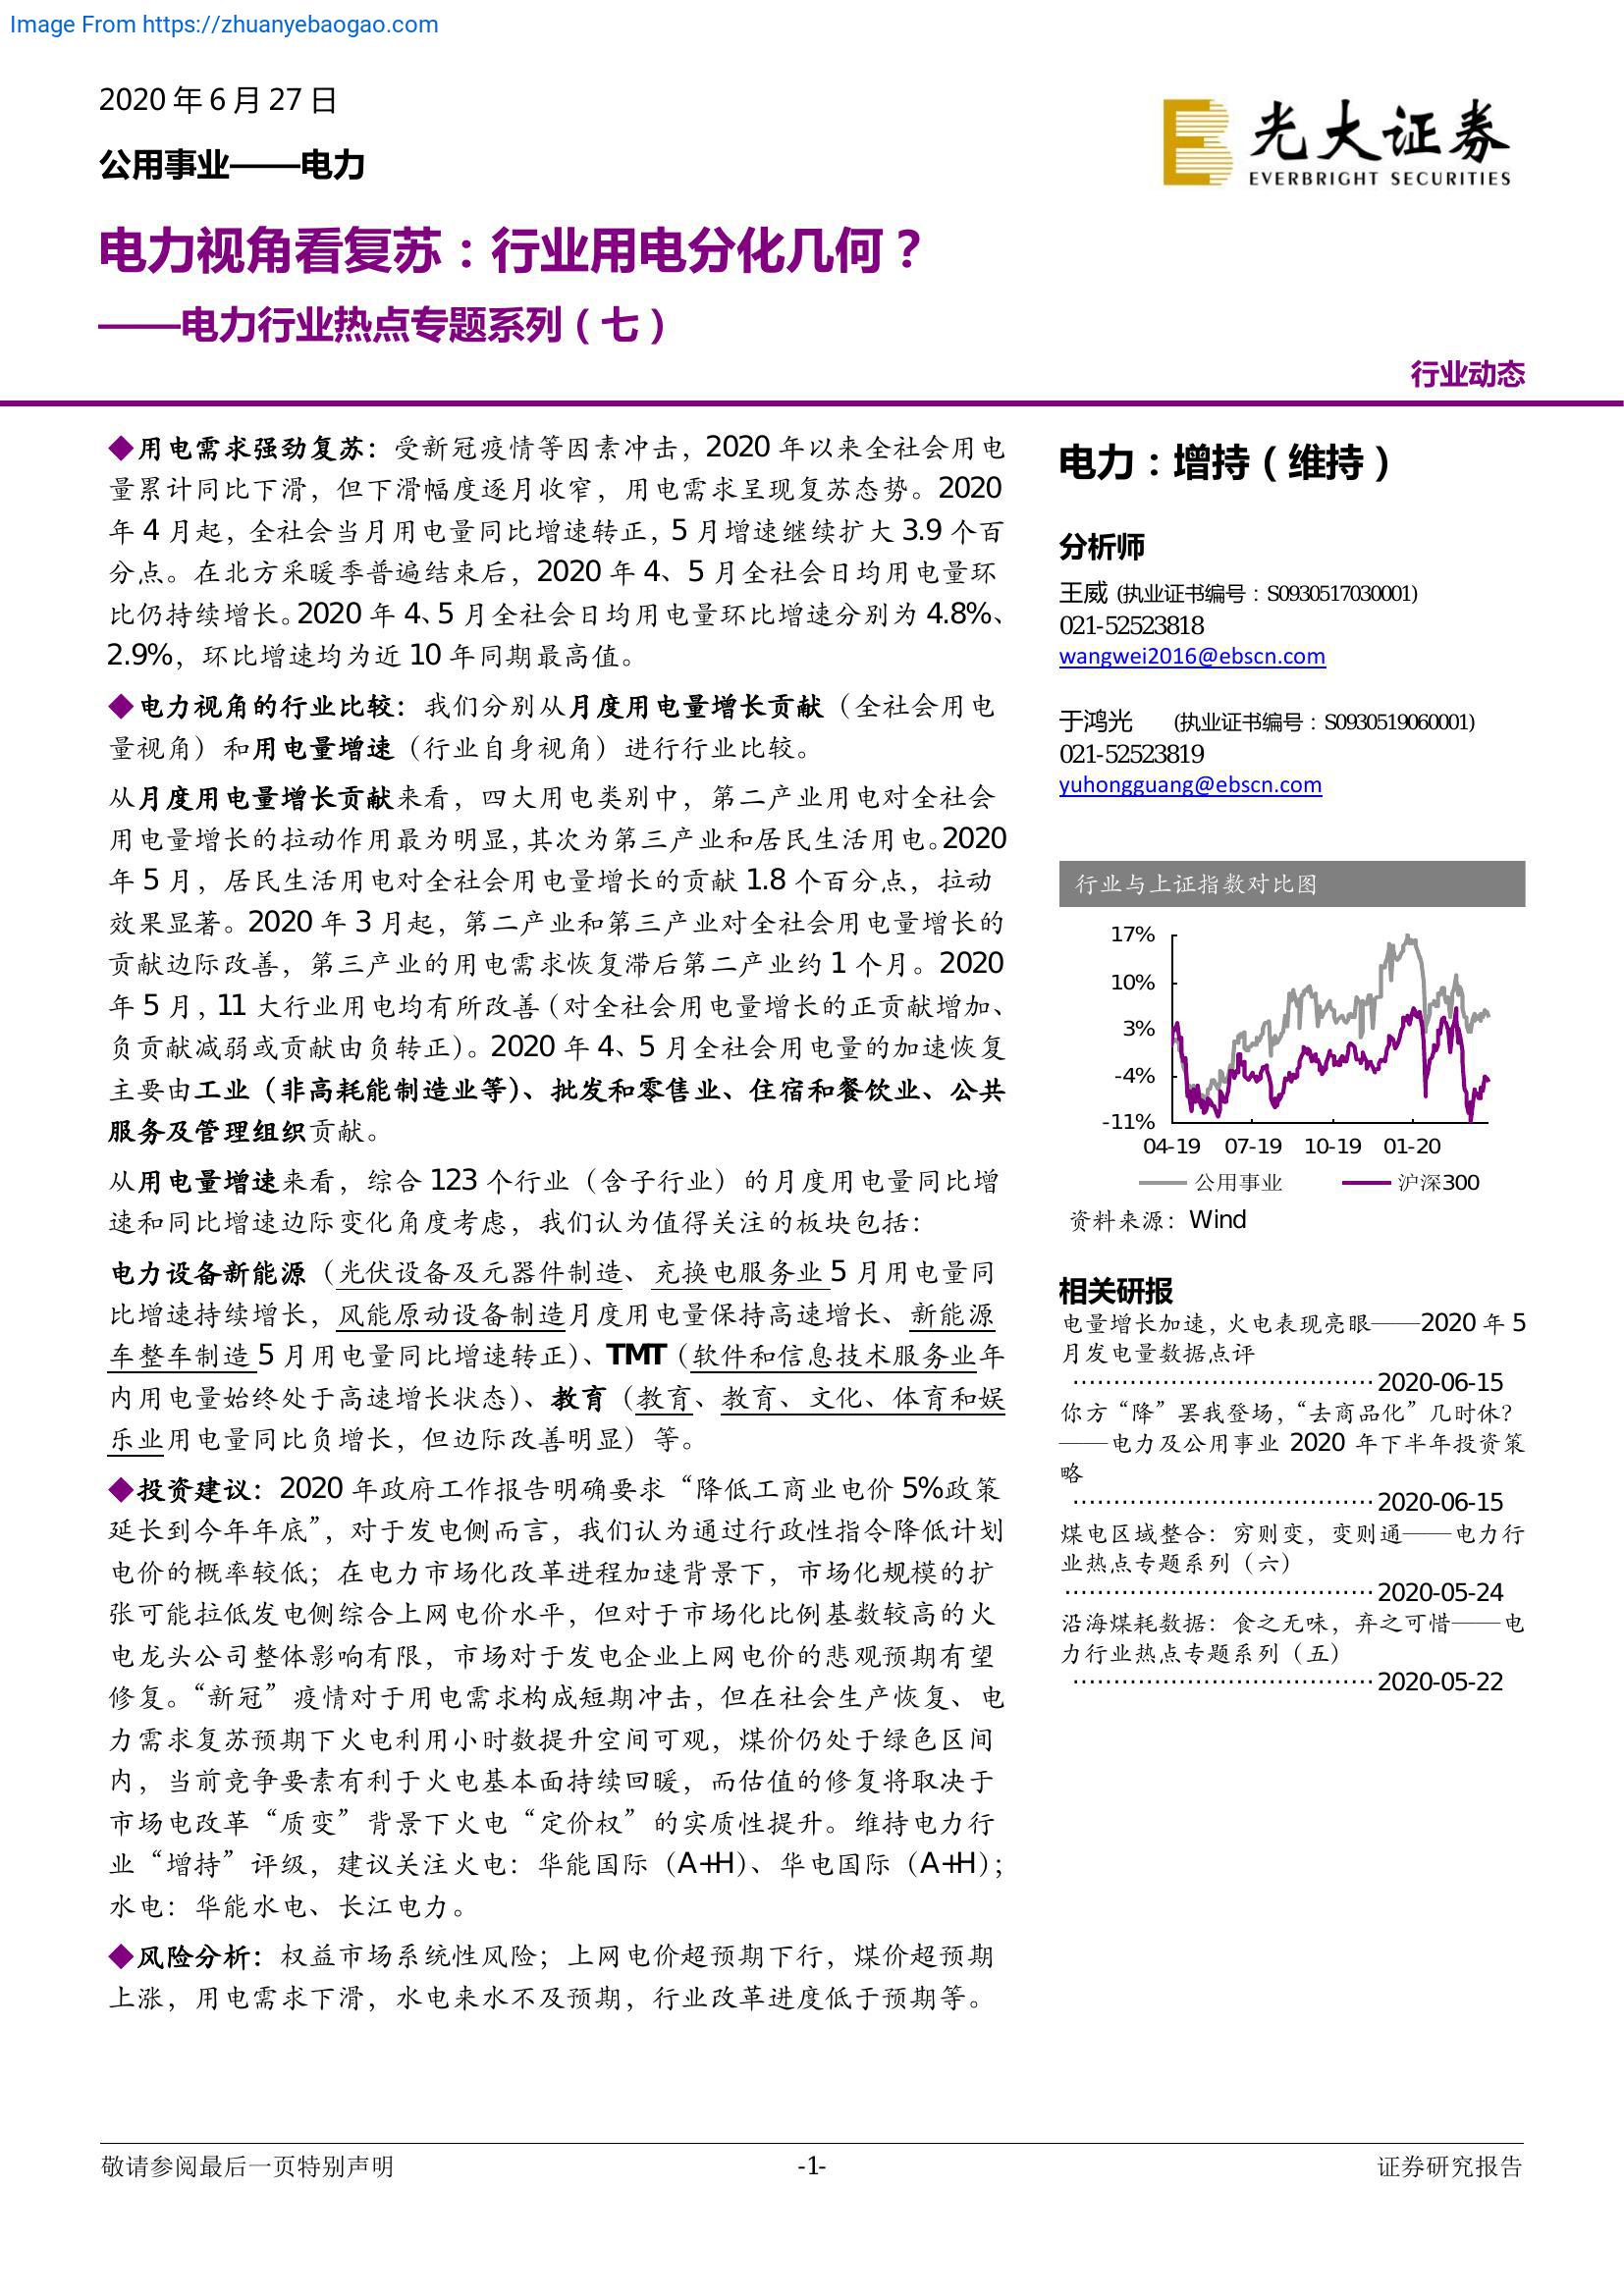 Image From https://zhuanyebaogao.com
2020 年 6 月 27 日
公用事业——电力
光大证券
EVERBRIGHT SECURITIES
电力视角看复苏：行业用电分化几何？
——电力行业热点专题系列（七）
行业动态
◆用电需求强劲复苏：受新冠疫情等因素冲击，2020 年以来全社会用电
量累计同比下滑，但下滑幅度逐月收窄，用电需求呈现复苏态势。2020
年 4 月起，全社会当月用电量同比增速转正，5 月增速继续扩大 3.9 个百
分点。在北方采暖季普遍结束后，2020 年 4、5 月全社会日均用电量环
比仍持续增长。2020 年 4、5 月全社会日均用电量环比增速分别为 4.8%、
2.9%，环比增速均为近 10 年同期最高值。
◆电力视角的行业比较：我们分别从月度用电量增长贡献（全社会用电
量视角）和用电量增速（行业自身视角）进行行业比较。
从月度用电量增长贡献来看，四大用电类别中，第二产业用电对全社会
用电量增长的拉动作用最为明显，其次为第三产业和居民生活用电。2020
年 5 月，居民生活用电对全社会用电量增长的贡献 1.8 个百分点，拉动
效果显著。2020 年 3 月起，第二产业和第三产业对全社会用电量增长的
贡献边际改善，第三产业的用电需求恢复滞后第二产业约 1 个月。2020
年 5 月，11 大行业用电均有所改善（对全社会用电量增长的正贡献增加、
负贡献减弱或贡献由负转正）。2020 年 4、5 月全社会用电量的加速恢复
主要由工业（非高耗能制造业等）、批发和零售业、住宿和餐饮业、公共
服务及管理组织贡献。
从用电量增速来看，综合 123 个行业（含子行业）的月度用电量同比增
速和同比增速边际变化角度考虑，我们认为值得关注的板块包括：
电力设备新能源（光伏设备及元器件制造、充换电服务业 5 月用电量同
比增速持续增长，风能原动设备制造月度用电量保持高速增长、新能源
车整车制造 5 月用电量同比增速转正）、TMT（软件和信息技术服务业年
内用电量始终处于高速增长状态）、教育（教育、教育、文化、体育和娱
乐业用电量同比负增长，但边际改善明显）等。
◆投资建议：2020 年政府工作报告明确要求“降低工商业电价 5%政策
延长到今年年底”，对于发电侧而言，我们认为通过行政性指令降低计划
电价的概率较低；在电力市场化改革进程加速背景下，市场化规模的扩
张可能拉低发电侧综合上网电价水平，但对于市场化比例基数较高的火
电龙头公司整体影响有限，市场对于发电企业上网电价的悲观预期有望
修复。“新冠”疫情对于用电需求构成短期冲击，但在社会生产恢复、电
力需求复苏预期下火电利用小时数提升空间可观，煤价仍处于绿色区间
内，当前竞争要素有利于火电基本面持续回暖，而估值的修复将取决于
市场电改革“质变”背景下火电“定价权”的实质性提升。维持电力行
业“增持”评级，建议关注火电：华能国际（A+H）、华电国际（A+H）；
水电：华能水电、长江电力。
◆风险分析：权益市场系统性风险；上网电价超预期下行，煤价超预期
上涨，用电需求下滑，水电来水不及预期，行业改革进度低于预期等。
电力：增持（维持）
分析师
王威 (执业证书编号：S0930517030001)
021-52523818
wangwei2016@ebscn.com
于鸿光 (执业证书编号：S0930519060001)
021-52523819
yuhongguang@ebscn.com
行业与上证指数对比图
17%
10%
3%
-4%
-11%
04-19 07-19 10-19 01-20
公用事业 沪深300
资料来源：Wind
相关研报
电量增长加速，火电表现亮眼——2020 年 5
月发电量数据点评
····································2020-06-15
你方“降”罢我登场，“去商品化”几时休？
——电力及公用事业 2020 年下半年投资策
略
····································2020-06-15
煤电区域整合：穷则变，变则通——电力行
业热点专题系列（六）
·····································2020-05-24
沿海煤耗数据：食之无味，弃之可惜——电
力行业热点专题系列（五）
····································2020-05-22
敬请参阅最后一页特别声明 -1- 证券研究报告